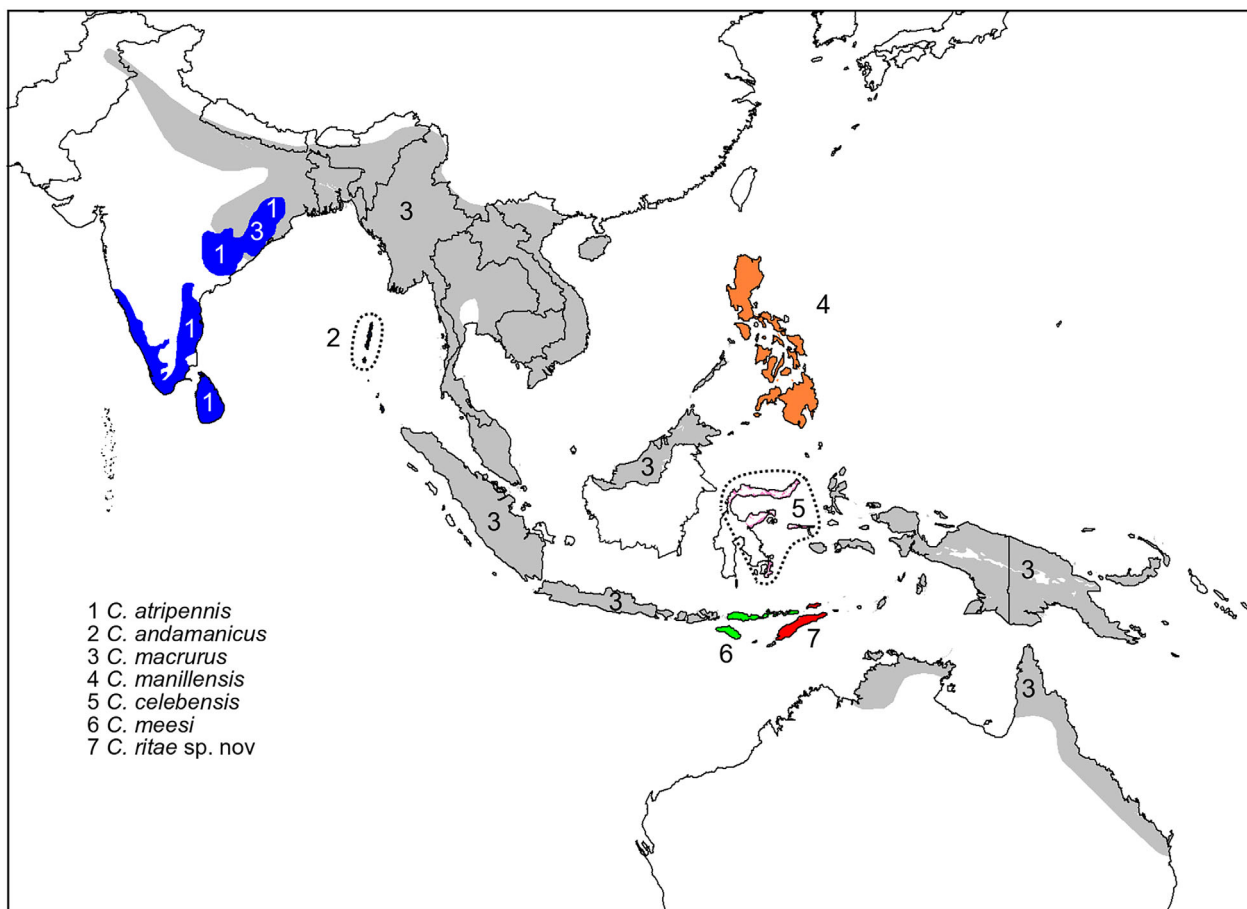 3
1
3
1
2
4
1
1
3
5
3
3
3
3
6
7
1 C. atripennis
2 C. andamanicus
3 C. macrurus
4 C. manillensis
5 C. celebensis
6 C. meesi
7 C. ritae sp. nov